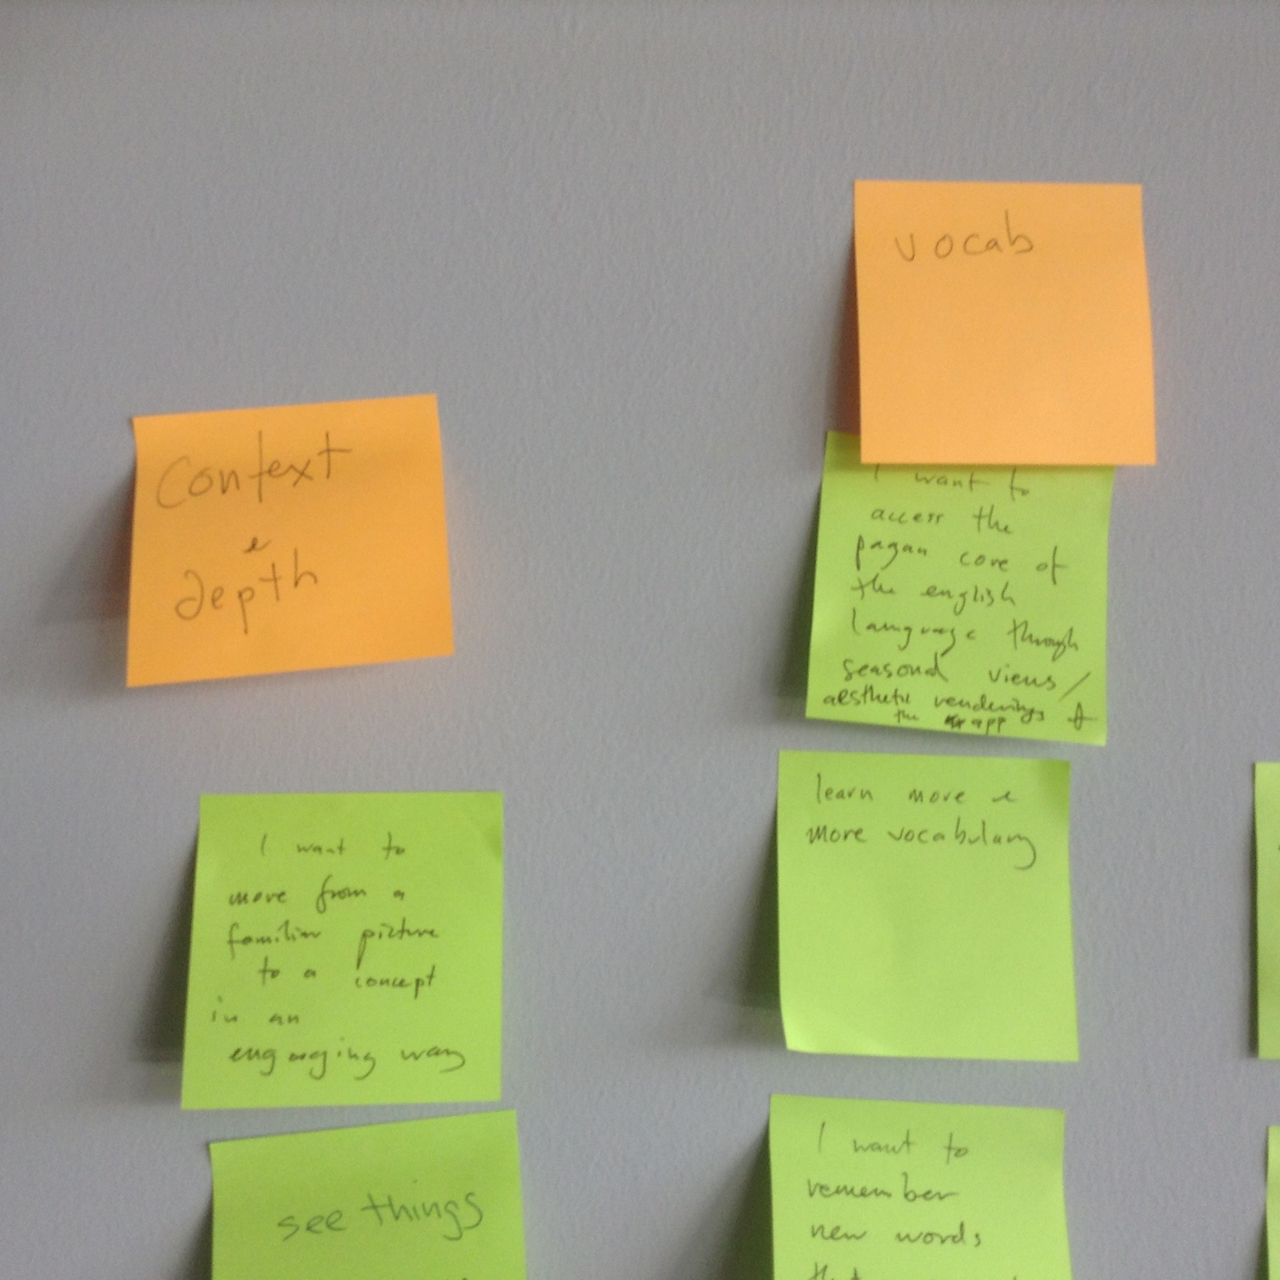 Context
&
depth
I want to
move from a
familiar picture
to a concept
in an
engaging way
see things
vocab
I want to
access the
pagan core of
the english
language through
seasonal views/
aesthetic renderings of
the app
learn more &
more vocabulary
I want to
remember
new words
that